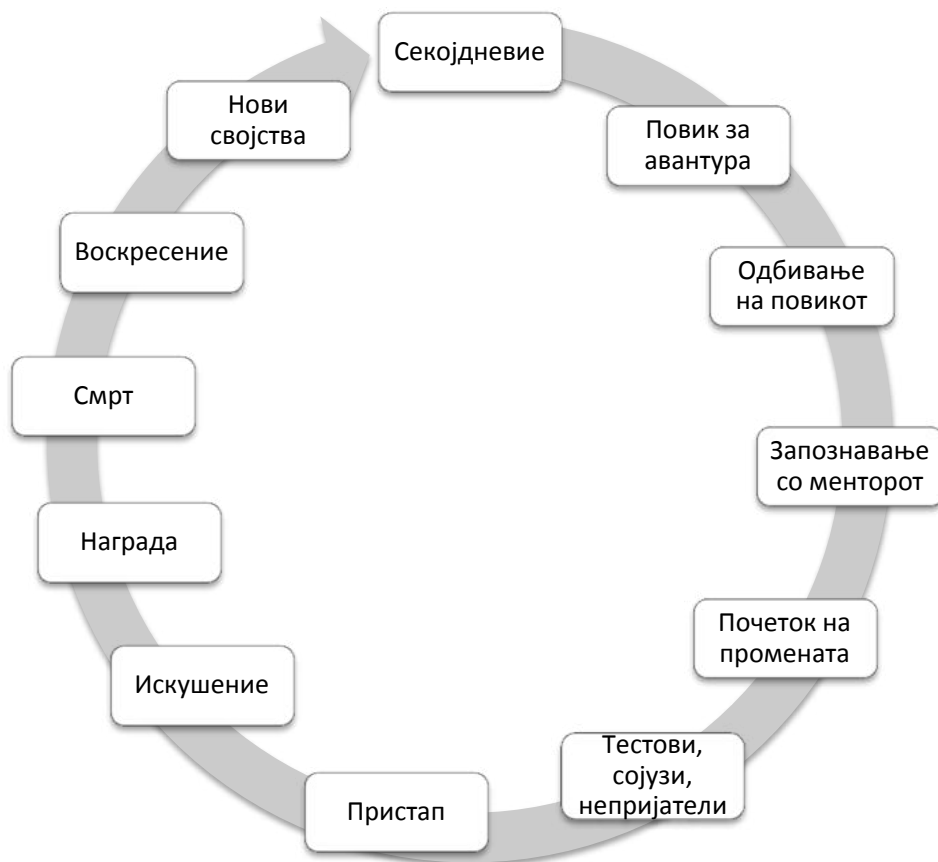 Секојдневие
Повик за
авантура
Одбивање
на повикот
Запознавање
со менторот
Почеток на
промената
Тестови,
сојузи,
непријатели
Пристап
Искушение
Награда
Смрт
Воскресение
Нови
својства